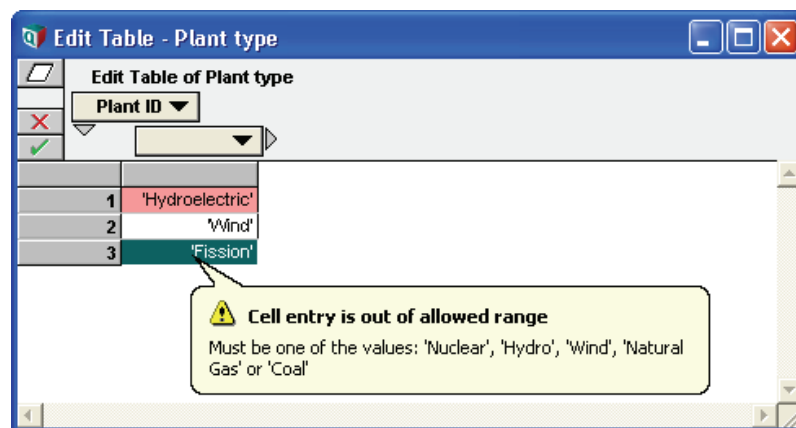 Edit Table - Plant type
Edit Table of Plant type
Plant ID
1 'Hydroelectric'
2 'Wind'
3 'Fission'
Cell entry is out of allowed range
Must be one of the values: 'Nuclear', 'Hydro', 'Wind', 'Natural
Gas' or 'Coal'